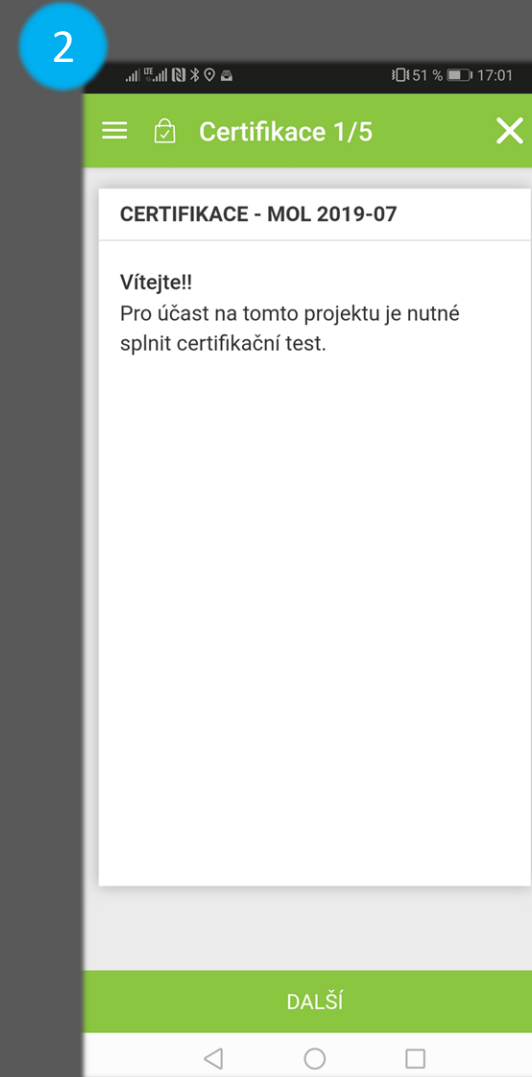 2
51 % 17:01
Certifikace 1/5
CERTIFIKACE - MOL 2019-07
Vítejte!!
Pro účast na tomto projektu je nutné
splnit certifikační test.
DALŠÍ